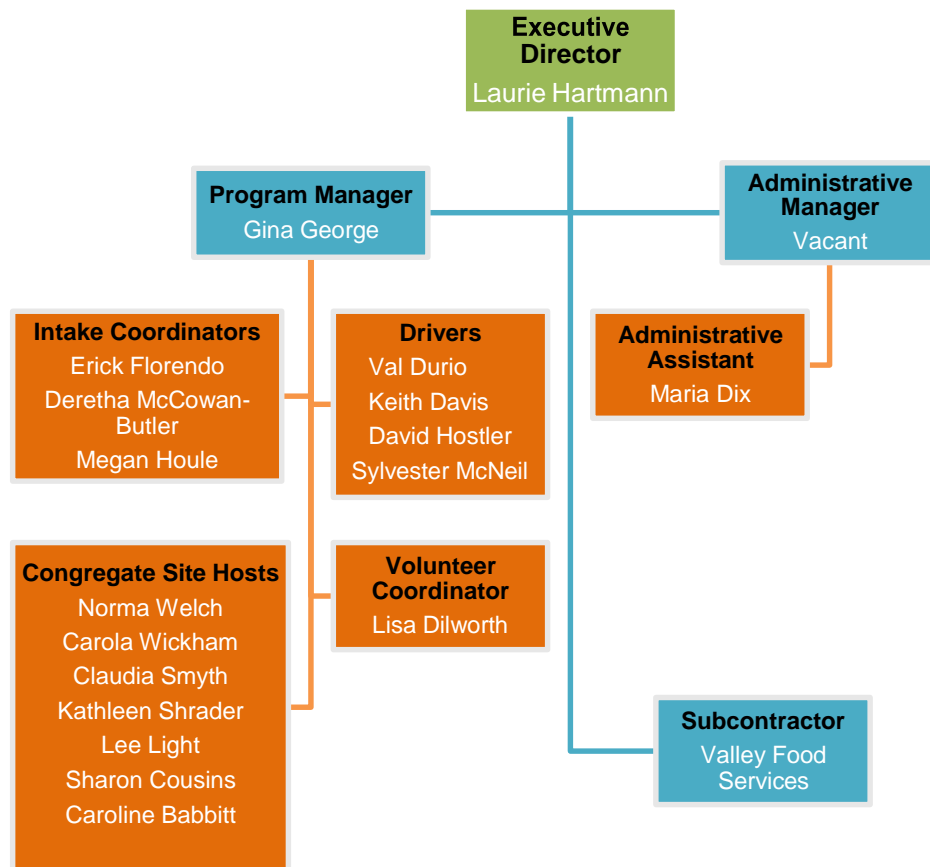 Executive
Director
Laurie Hartmann
Program Manager
Gina George
Administrative
Manager
Vacant
Intake Coordinators
Erick Florendo
Deretha McCowan-
Butler
Megan Houle
Drivers
Val Durio
Keith Davis
David Hostler
Sylvester McNeil
Administrative
Assistant
Maria Dix
Congregate Site Hosts
Norma Welch
Carola Wickham
Claudia Smyth
Kathleen Shrader
Lee Light
Sharon Cousins
Caroline Babbitt
Volunteer
Coordinator
Lisa Dilworth
Subcontractor
Valley Food
Services